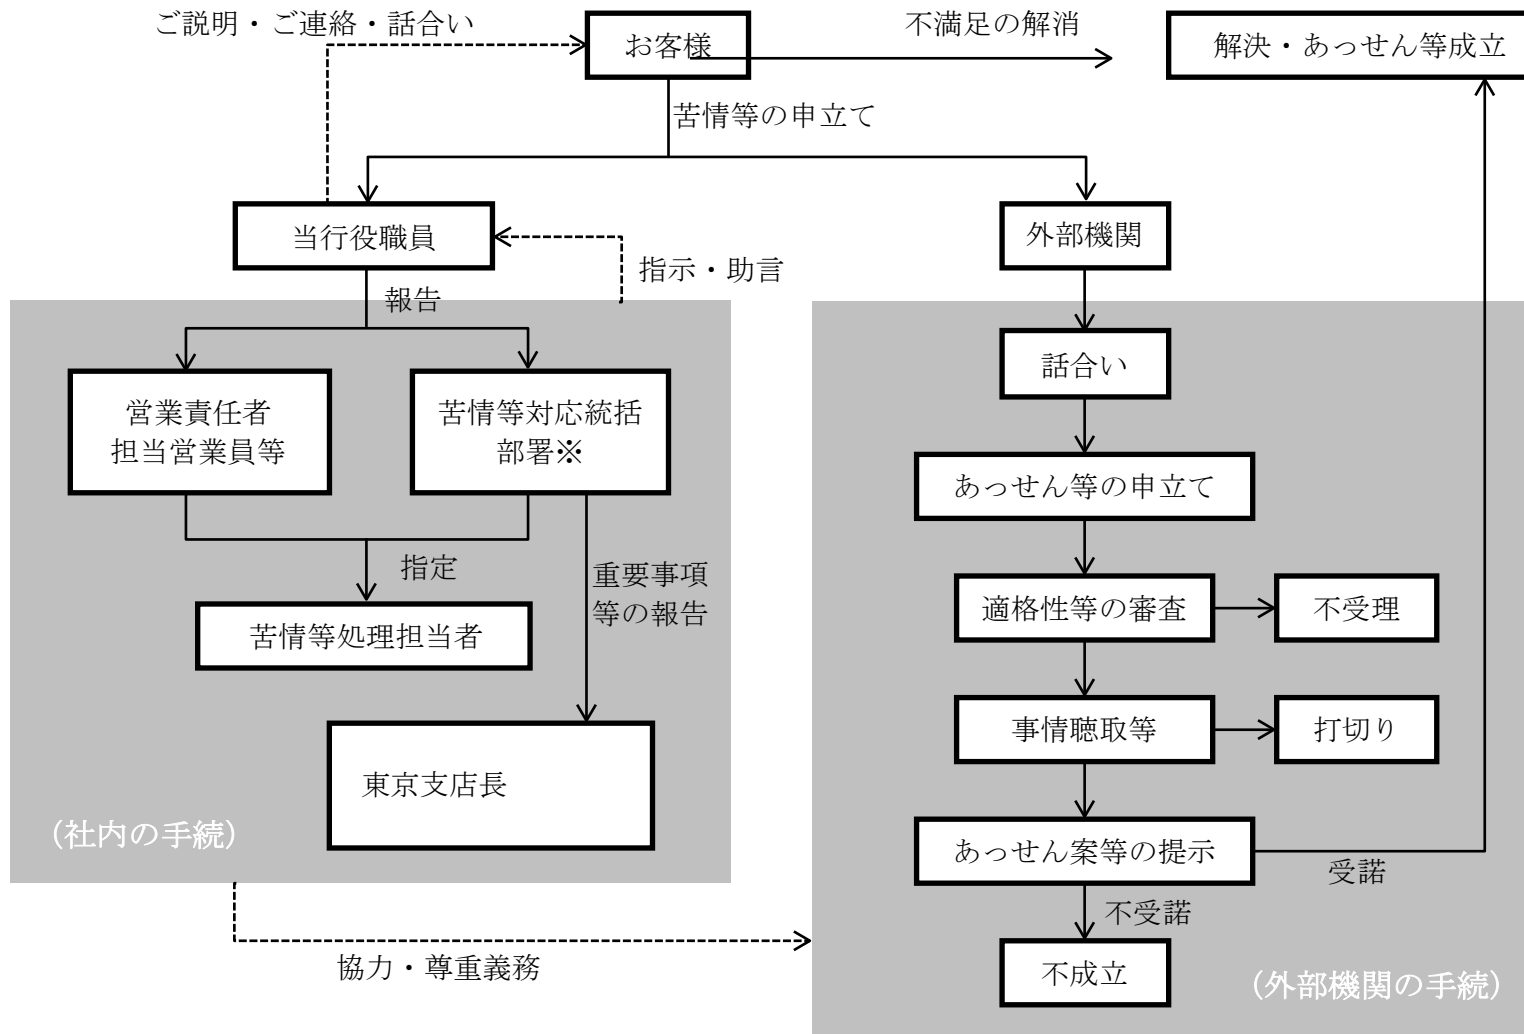 ご説明・ご連絡・話合い
お客様
不満足の解消
解決・あっせん等成立
苦情等の申立て
当行役職員
外部機関
指示・助言
報告
話合い
営業責任者
担当営業員等
苦情等対応統括
部署※
あっせん等の申立て
指定
重要事項
等の報告
適格性等の審査
不受理
苦情等処理担当者
事情聴取等
打切り
東京支店長
(社内の手続)
あっせん案等の提示
受諾
不受諾
協力・尊重義務
不成立
(外部機関の手続)